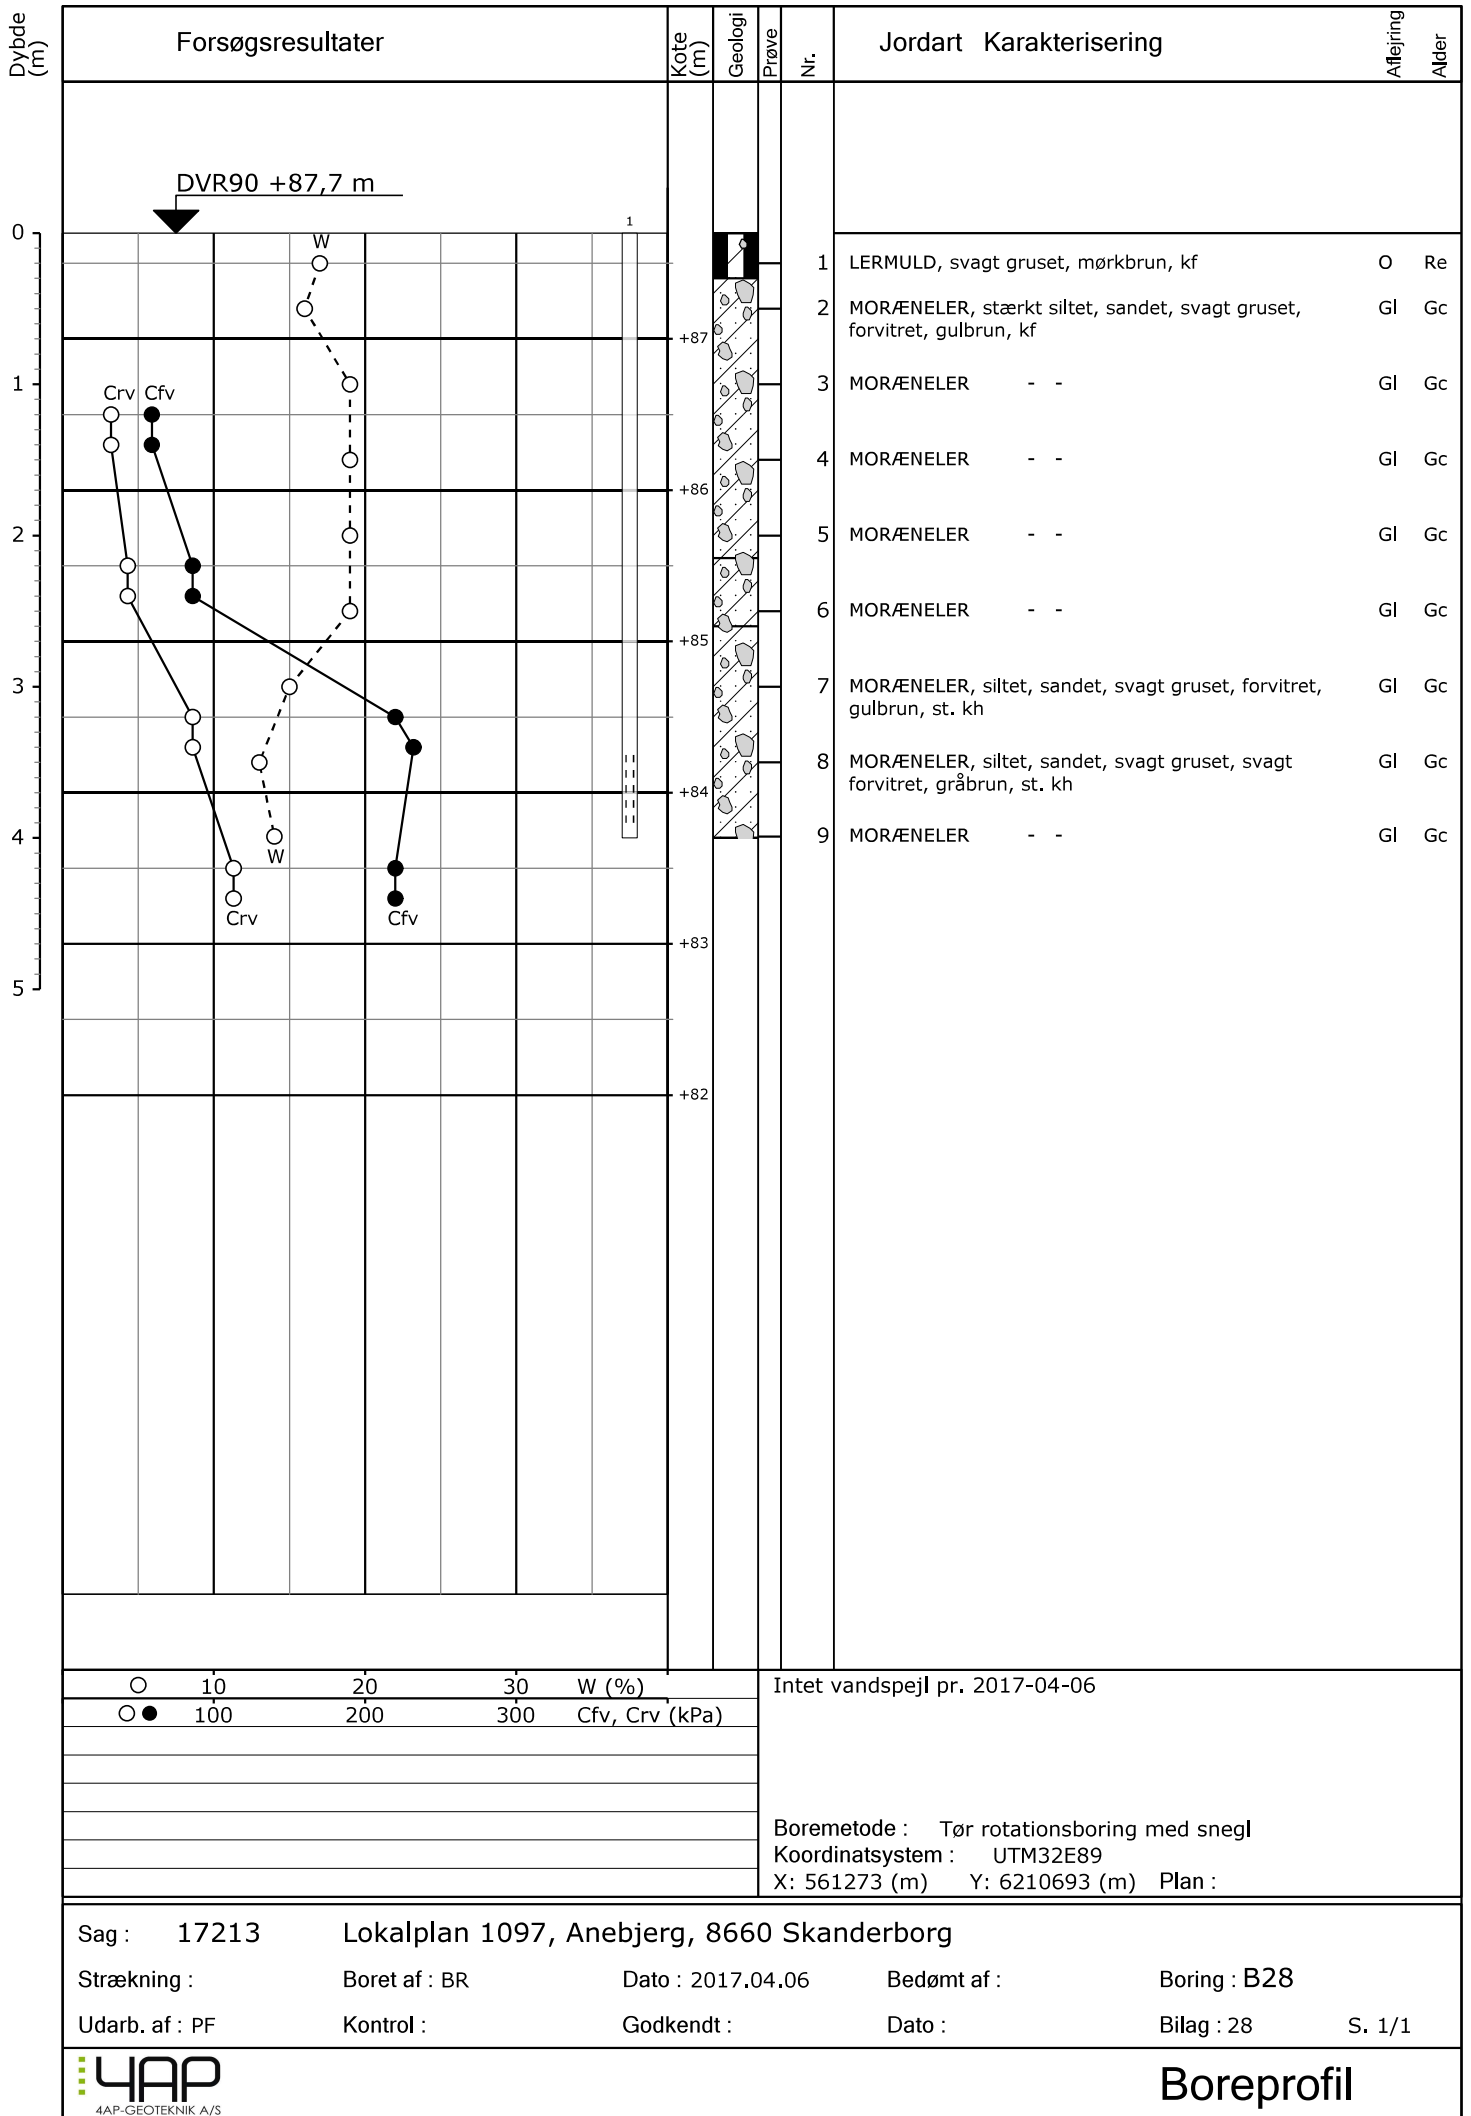 Dybde (m)
Forsøgsresultater
Kote (m)
Geologi
Prøve
Nr.
Jordart Karakterisering
Aflejring
Alder
DVR90 +87,7 m
0
1
2
3
4
5
1
W
Crv Cfv
W
Crv
Cfv
+87
+86
+85
+84
+83
+82
1 LERMULD, svagt gruset, mørkbrun, kf O Re
2 MORÆNELER, stærkt siltet, sandet, svagt gruset, Gl Gc
forvitret, gulbrun, kf
3 MORÆNELER - - Gl Gc
4 MORÆNELER - - Gl Gc
5 MORÆNELER - - Gl Gc
6 MORÆNELER - - Gl Gc
7 MORÆNELER, siltet, sandet, svagt gruset, forvitret, Gl Gc
gulbrun, st. kh
8 MORÆNELER, siltet, sandet, svagt gruset, svagt Gl Gc
forvitret, gråbrun, st. kh
9 MORÆNELER - - Gl Gc
10 20 30 W (%)
100 200 300 Cfv, Crv (kPa)
Intet vandspejl pr. 2017-04-06
Boremetode : Tør rotationsboring med snegl
Koordinatsystem : UTM32E89
X: 561273 (m) Y: 6210693 (m) Plan :
Sag : 17213 Lokalplan 1097, Anebjerg, 8660 Skanderborg
Strækning : Boret af : BR Dato : 2017.04.06 Bedømt af : Boring : B28
Udarb. af : PF Kontrol : Godkendt : Dato : Bilag : 28 S. 1/1
4AP
4AP-GEOTEKNIK A/S
Boreprofil